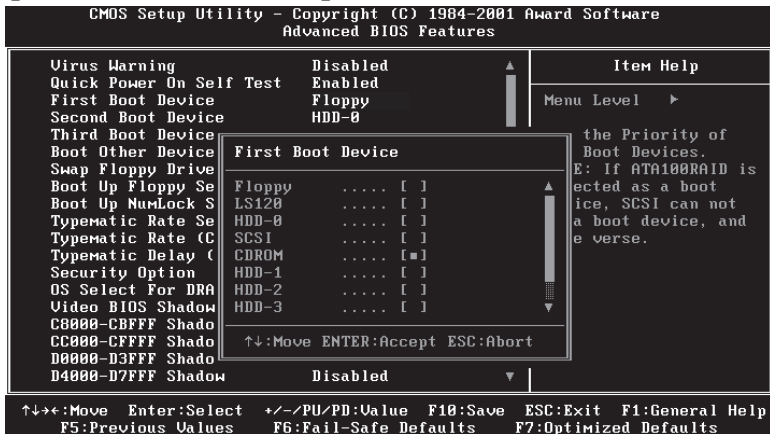 CMOS Setup Utility – Copyright (C) 1984-2001 Award Software
Advanced BIOS Features
Virus Warning Disabled ▲ Item Help
Quick Power On Self Test Enabled
First Boot Device Floppy Menu Level ▶
Second Boot Device HDD-0
Third Boot Device the Priority of
Boot Other Device First Boot Device Boot Devices.
Swap Floppy Drive E: If ATA100RAID is
Boot Up Floppy Se Floppy ..... [ ] ▲ ected as a boot
Boot Up NumLock S LS120 ..... [ ] ice, SCSI can not
Typematic Rate Se HDD-0 ..... [ ] a boot device, and
Typematic Rate (C SCSI ..... [ ] e verse.
Typematic Delay ( CDROM ..... [■]
Security Option HDD-1 ..... [ ]
OS Select For DRA HDD-2 ..... [ ]
Video BIOS Shadow HDD-3 ..... [ ] ▼
C8000-CBFFF Shado
CC000-CFFFF Shado ↑↓:Move ENTER:Accept ESC:Abort
D0000-D3FFF Shado
D4000-D7FFF Shadow Disabled ▼
↑↓→←:Move Enter:Select +/-/PU/PD:Value F10:Save ESC:Exit F1:General Help
F5:Previous Values F6:Fail-Safe Defaults F7:Optimized Defaults